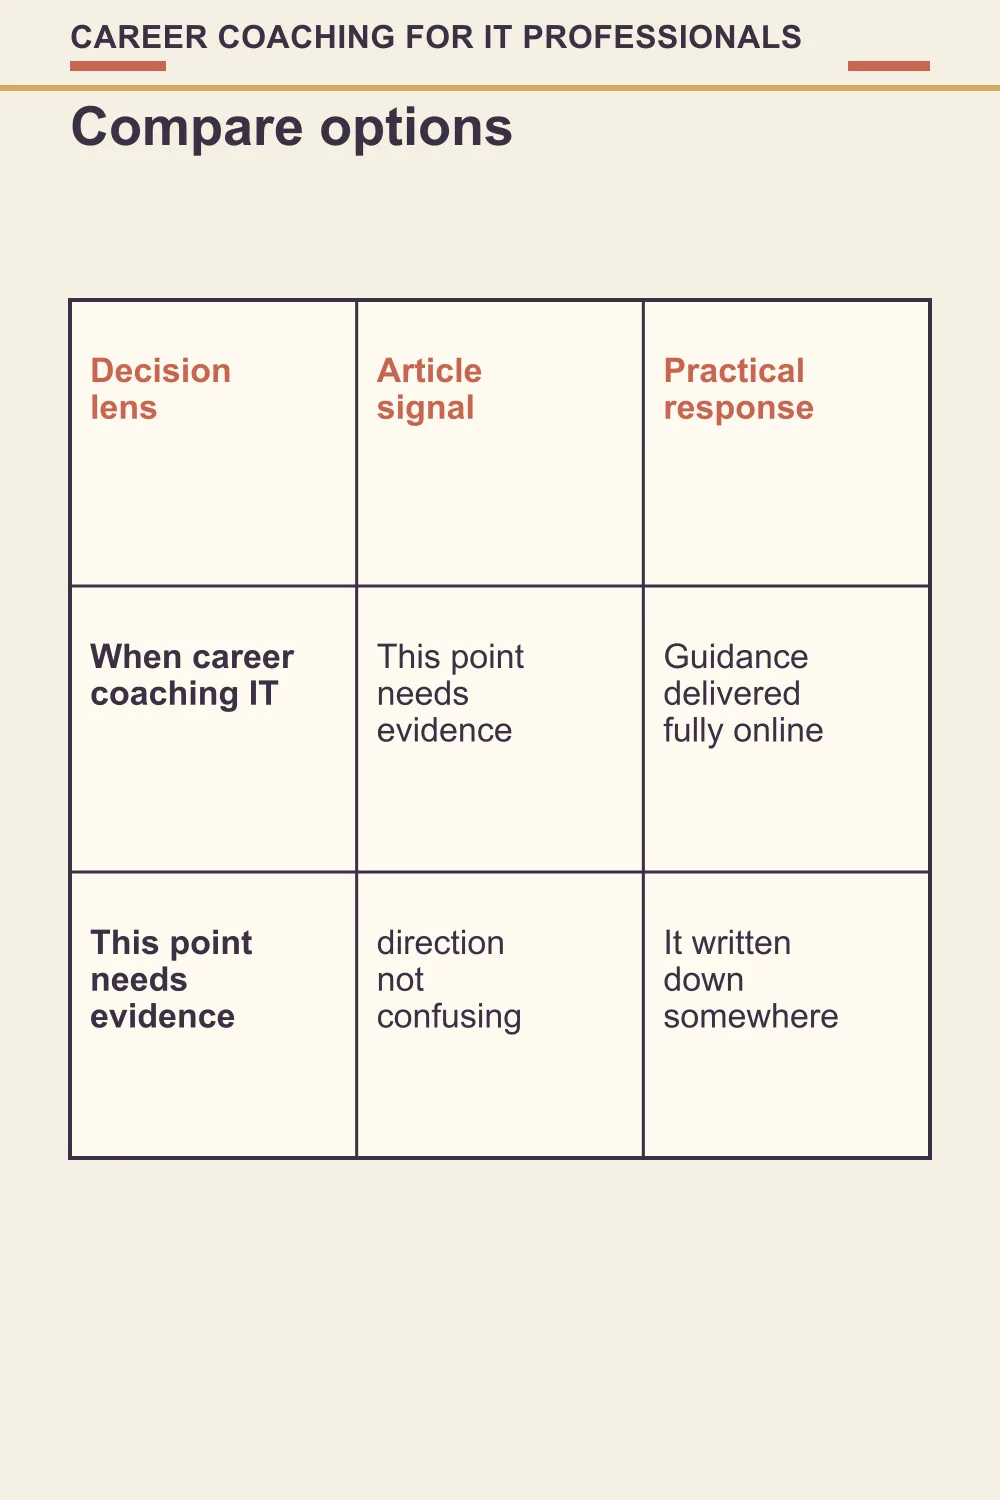 CAREER COACHING FOR IT PROFESSIONALS
Compare options
Decision
lens
Article
signal
Practical
response
When career
coaching IT
This point
needs
evidence
Guidance
delivered
fully online
This point
needs
evidence
direction
not
confusing
It written
down
somewhere